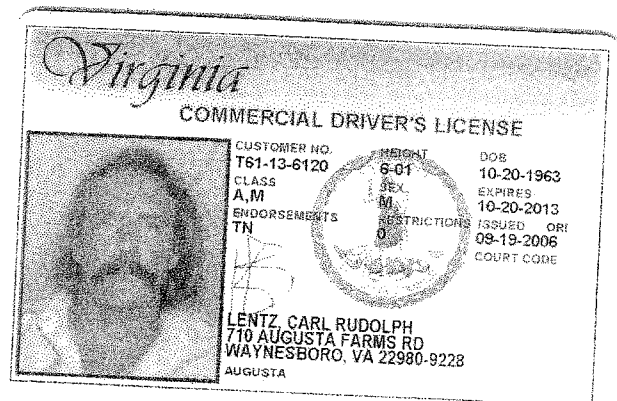 Virginia
COMMERCIAL DRIVER'S LICENSE
CUSTOMER NO.
T61-13-6120
CLASS
A,M
ENDORSEMENTS
TN
HEIGHT
6-01
SEX
M
RESTRICTIONS
0
DOB
10-20-1963
EXPIRES
10-20-2013
ISSUED ORI
09-19-2006
COURT CODE
LENTZ, CARL RUDOLPH
710 AUGUSTA FARMS RD
WAYNESBORO, VA 22980-9228
AUGUSTA